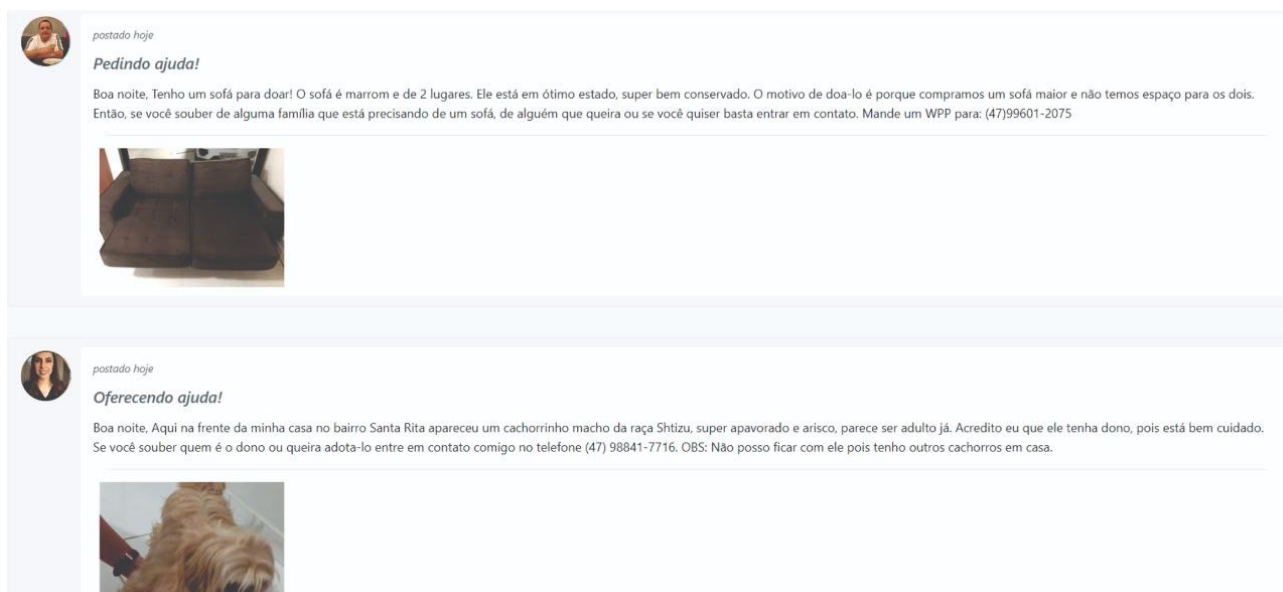 postado hoje
Pedindo ajuda!
Boa noite, Tenho um sofá para doar! O sofá é marrom e de 2 lugares. Ele está em ótimo estado, super bem conservado. O motivo de doa-lo é porque compramos um sofá maior e não temos espaço para os dois.
Então, se você souber de alguma família que está precisando de um sofá, de alguém que queira ou se você quiser basta entrar em contato. Mande um WPP para: (47)99601-2075
postado hoje
Oferecendo ajuda!
Boa noite, Aqui na frente da minha casa no bairro Santa Rita apareceu um cachorrinho macho da raça Shtizu, super apavorado e arisco, parece ser adulto já. Acredito eu que ele tenha dono, pois está bem cuidado.
Se você souber quem é o dono ou queira adota-lo entre em contato comigo no telefone (47) 98841-7716. OBS: Não posso ficar com ele pois tenho outros cachorros em casa.